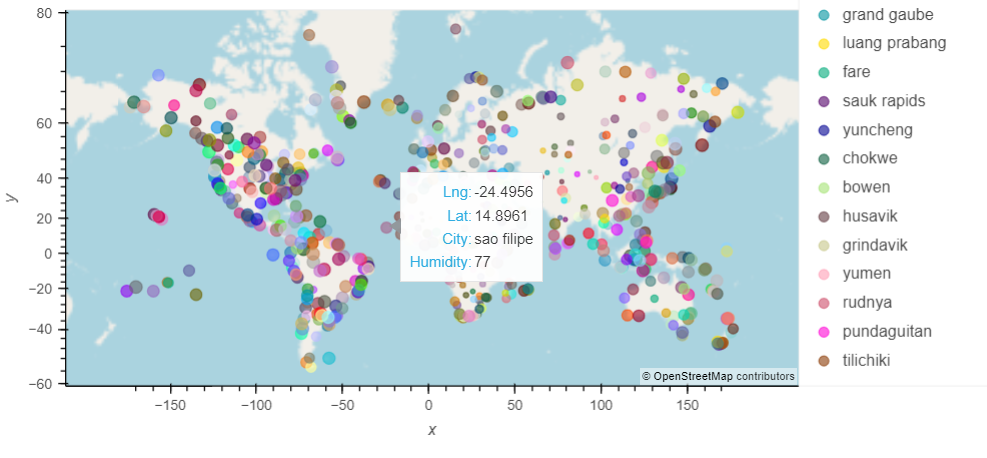 80
60
40
20
0
−20
−40
−60
y
−150
−100
−50
0
50
100
150
x
Lng: -24.4956
Lat: 14.8961
City: sao filipe
Humidity: 77
© OpenStreetMap contributors
grand gaube
luang prabang
fare
sauk rapids
yuncheng
chokwe
bowen
husavik
grindavik
yumen
rudnya
pundaguitan
tilichiki